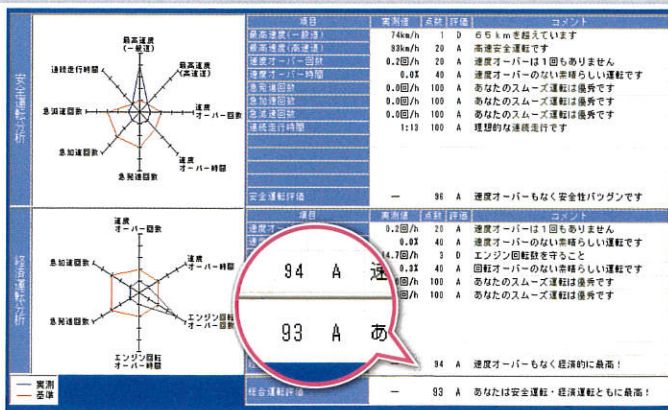 項目 実測値 点数 評価 コメント
安全運転分析
最高速度
(一般道)
最高速度
(高速道)
速度
オーバー回数
速度
オーバー時間
急発進回数
急加速回数
急減速回数
連続走行時間
最高速度(一般道) 74km/h 1 D 65kmを超えています
最高速度(高速道) 93km/h 20 A 高速安全運転です
速度オーバー回数 0.2回/h 20 A 速度オーバーは1回もありません
速度オーバー時間 0.0% 40 A 速度オーバーのない素晴らしい運転です
急発進回数 0.0回/h 100 A あなたのスムーズ運転は優秀です
急加速回数 0.0回/h 100 A あなたのスムーズ運転は優秀です
急減速回数 0.0回/h 100 A あなたのスムーズ運転は優秀です
連続走行時間 1:13 100 A 理想的な連続走行です
安全運転評価 — 96 A 速度オーバーもなく安全性バツグンです
項目 実測値 点数 評価 コメント
経済運転分析
速度
オーバー回数
速度
オーバー時間
エンジン回転
オーバー回数
エンジン回転
オーバー時間
急発進回数
急加速回数
速度オー 0.2回/h 20 A 速度オーバーは1回もありません
0.0% 40 A 速度オーバーのない素晴らしい運転です
4.7回/h 3 D エンジン回転数を守ること
0.3% 40 A 回転オーバーのない素晴らしい運転です
回/h 100 A あなたのスムーズ運転は優秀です
回/h 100 A あなたのスムーズ運転は優秀です
94 A 速
93 A あ
— 94 A 速度オーバーもなく経済的に最高!
総合運転評価 — 93 A あなたは安全運転・経済運転ともに最高!
実測
基準